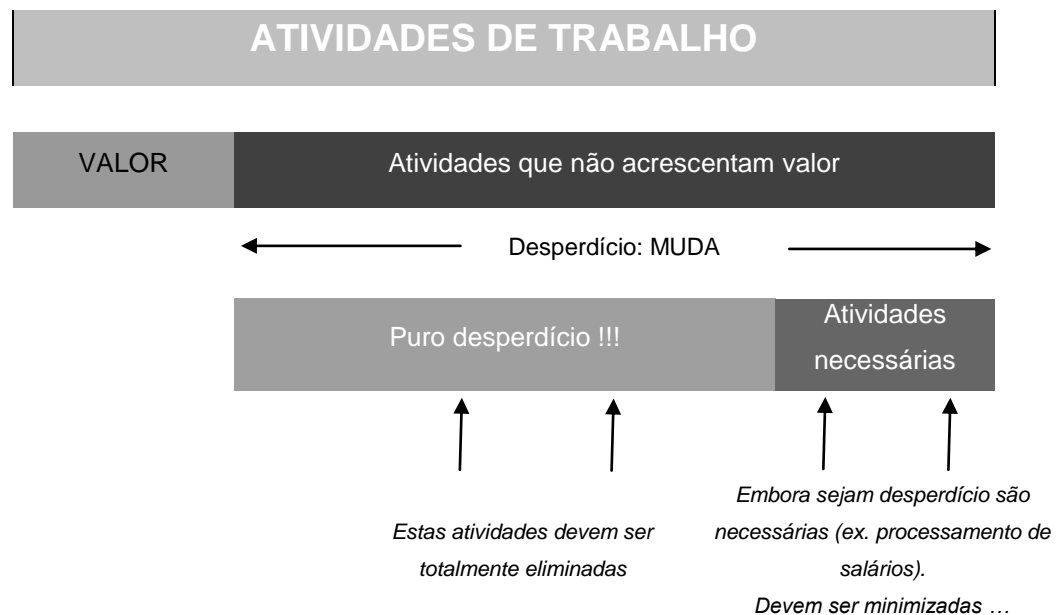 ATIVIDADES DE TRABALHO
VALOR
Atividades que não acrescentam valor
Desperdício: MUDA
Puro desperdício !!!
Atividades
necessárias
Estas atividades devem ser
totalmente eliminadas
Embora sejam desperdício são
necessárias (ex. processamento de
salários).
Devem ser minimizadas …